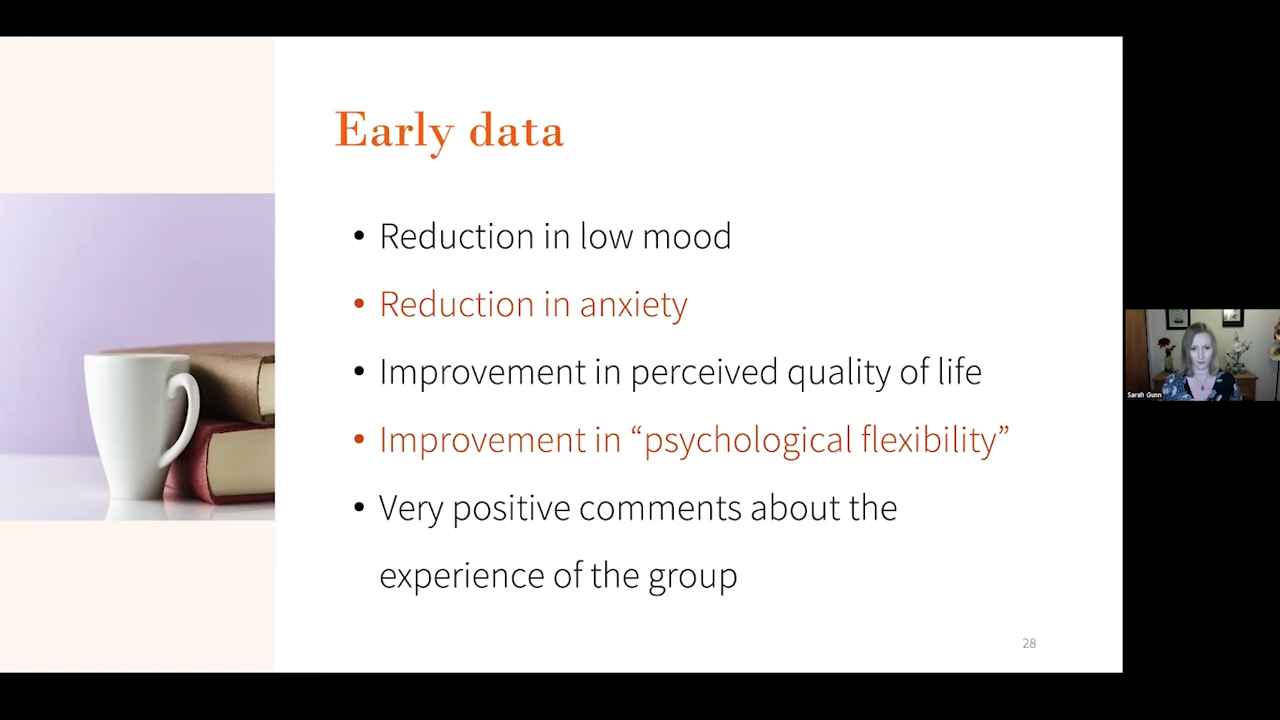 Early data
• Reduction in low mood
• Reduction in anxiety
• Improvement in perceived quality of life
• Improvement in “psychological flexibility”
• Very positive comments about the
experience of the group
28
Sarah Gunn